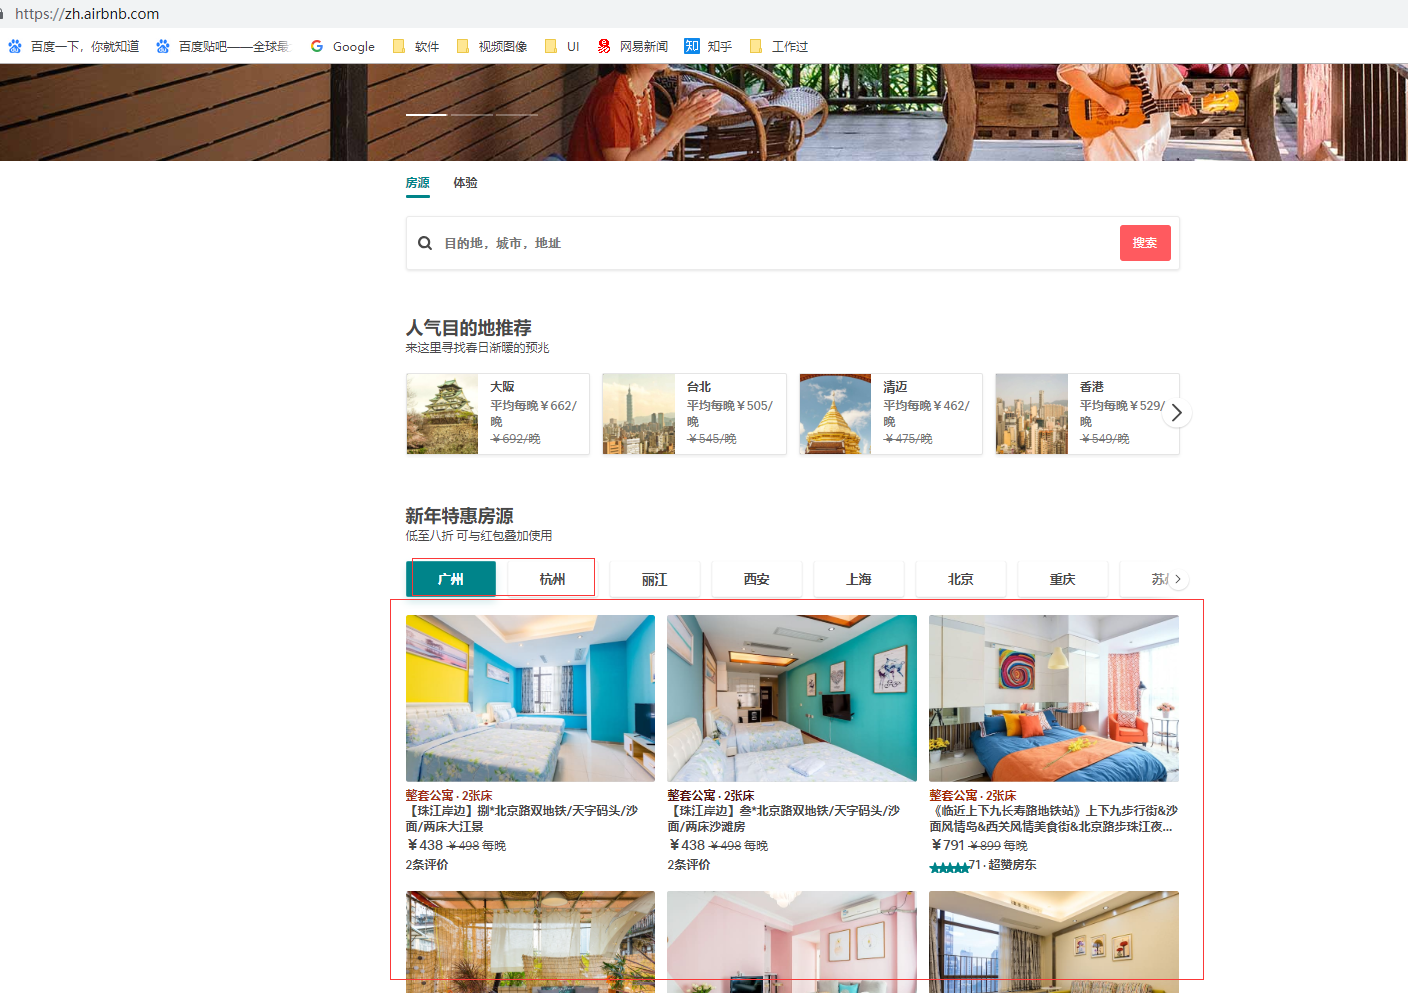 https://zh.airbnb.com
百度一下，你就知道 百度贴吧——全球最 Google 软件 视频图像 UI 网易新闻 知 知乎 工作过
房源 体验
目的地，城市，地址 搜索
人气目的地推荐
来这里寻找春日渐暖的预兆
大阪
平均每晚￥662/
晚
￥692/晚
台北
平均每晚￥505/
晚
￥545/晚
清迈
平均每晚￥462/
晚
￥475/晚
香港
平均每晚￥529/
晚
￥549/晚
新年特惠房源
低至八折 可与红包叠加使用
广州 杭州 丽江 西安 上海 北京 重庆 苏
整套公寓 · 2张床
【珠江岸边】捌*北京路双地铁/天字码头/沙
面/两床大江景
￥438 ￥498 每晚
2条评价
整套公寓 · 2张床
【珠江岸边】叁*北京路双地铁/天字码头/沙
面/两床沙滩房
￥438 ￥498 每晚
2条评价
整套公寓 · 2张床
《临近上下九长寿路地铁站》上下九步行街&沙
面风情岛&西关风情美食街&北京路步珠江夜...
￥791 ￥899 每晚
71 · 超赞房东